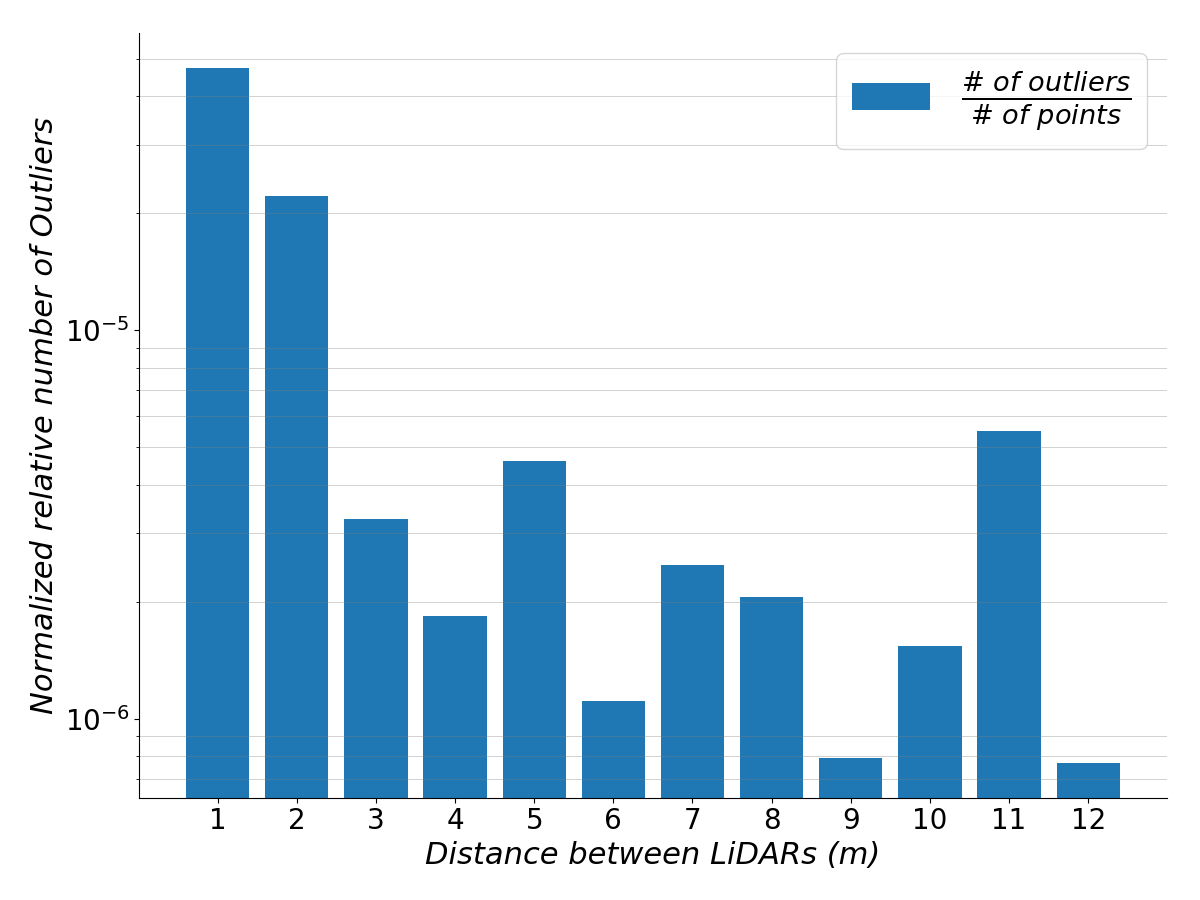 Normalized relative number of Outliers
10⁻⁵
10⁻⁶
# of outliers
# of points
1 2 3 4 5 6 7 8 9 10 11 12
Distance between LiDARs (m)